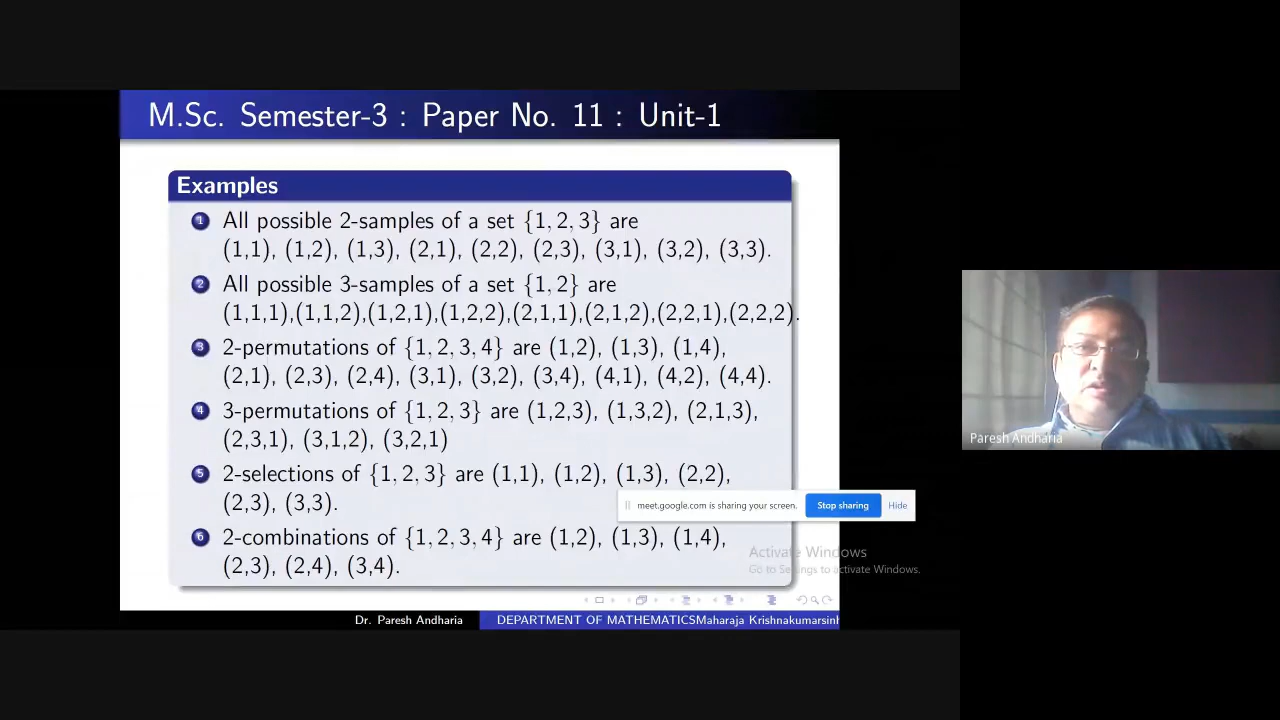 M.Sc. Semester-3 : Paper No. 11 : Unit-1
Examples
1 All possible 2-samples of a set {1, 2, 3} are
(1,1), (1,2), (1,3), (2,1), (2,2), (2,3), (3,1), (3,2), (3,3).
2 All possible 3-samples of a set {1, 2} are
(1,1,1),(1,1,2),(1,2,1),(1,2,2),(2,1,1),(2,1,2),(2,2,1),(2,2,2).
3 2-permutations of {1, 2, 3, 4} are (1,2), (1,3), (1,4),
(2,1), (2,3), (2,4), (3,1), (3,2), (3,4), (4,1), (4,2), (4,4).
4 3-permutations of {1, 2, 3} are (1,2,3), (1,3,2), (2,1,3),
(2,3,1), (3,1,2), (3,2,1)
5 2-selections of {1, 2, 3} are (1,1), (1,2), (1,3), (2,2),
(2,3), (3,3).
meet.google.com is sharing your screen. Stop sharing Hide
6 2-combinations of {1, 2, 3, 4} are (1,2), (1,3), (1,4),
(2,3), (2,4), (3,4).
Activate Windows
Go to Settings to activate Windows.
Dr. Paresh Andharia
DEPARTMENT OF MATHEMATICSMaharaja Krishnakumarsinh
Paresh Andharia